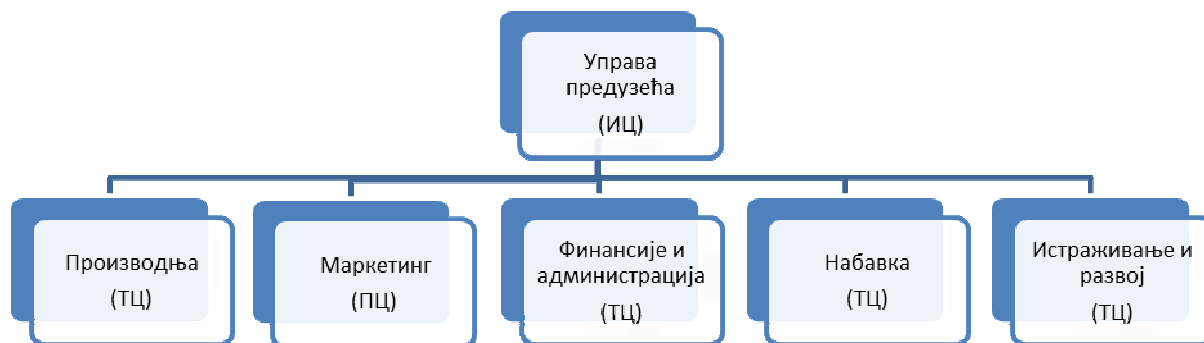 Управа
предузећа
(ИЦ)
Производња
(ТЦ)
Маркетинг
(ПЦ)
Финансије и
администрација
(ТЦ)
Набавка
(ТЦ)
Истраживање и
развој
(ТЦ)